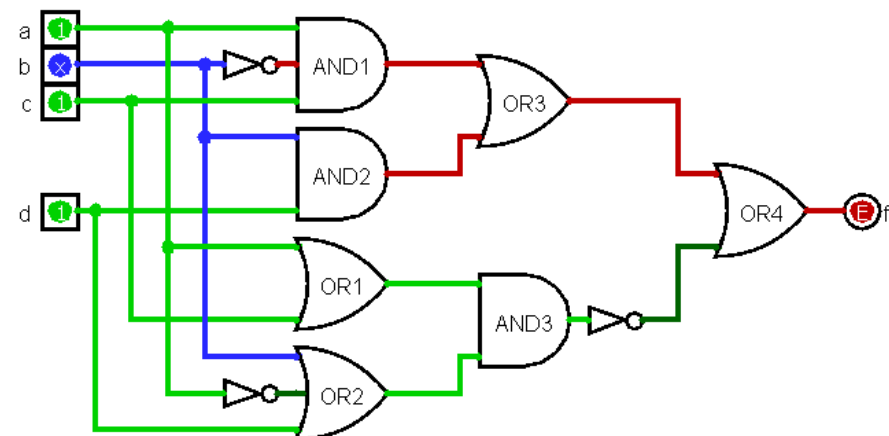 a 1
b x
c 1
d 1
AND1
AND2
OR3
OR4
E f
OR1
AND3
OR2